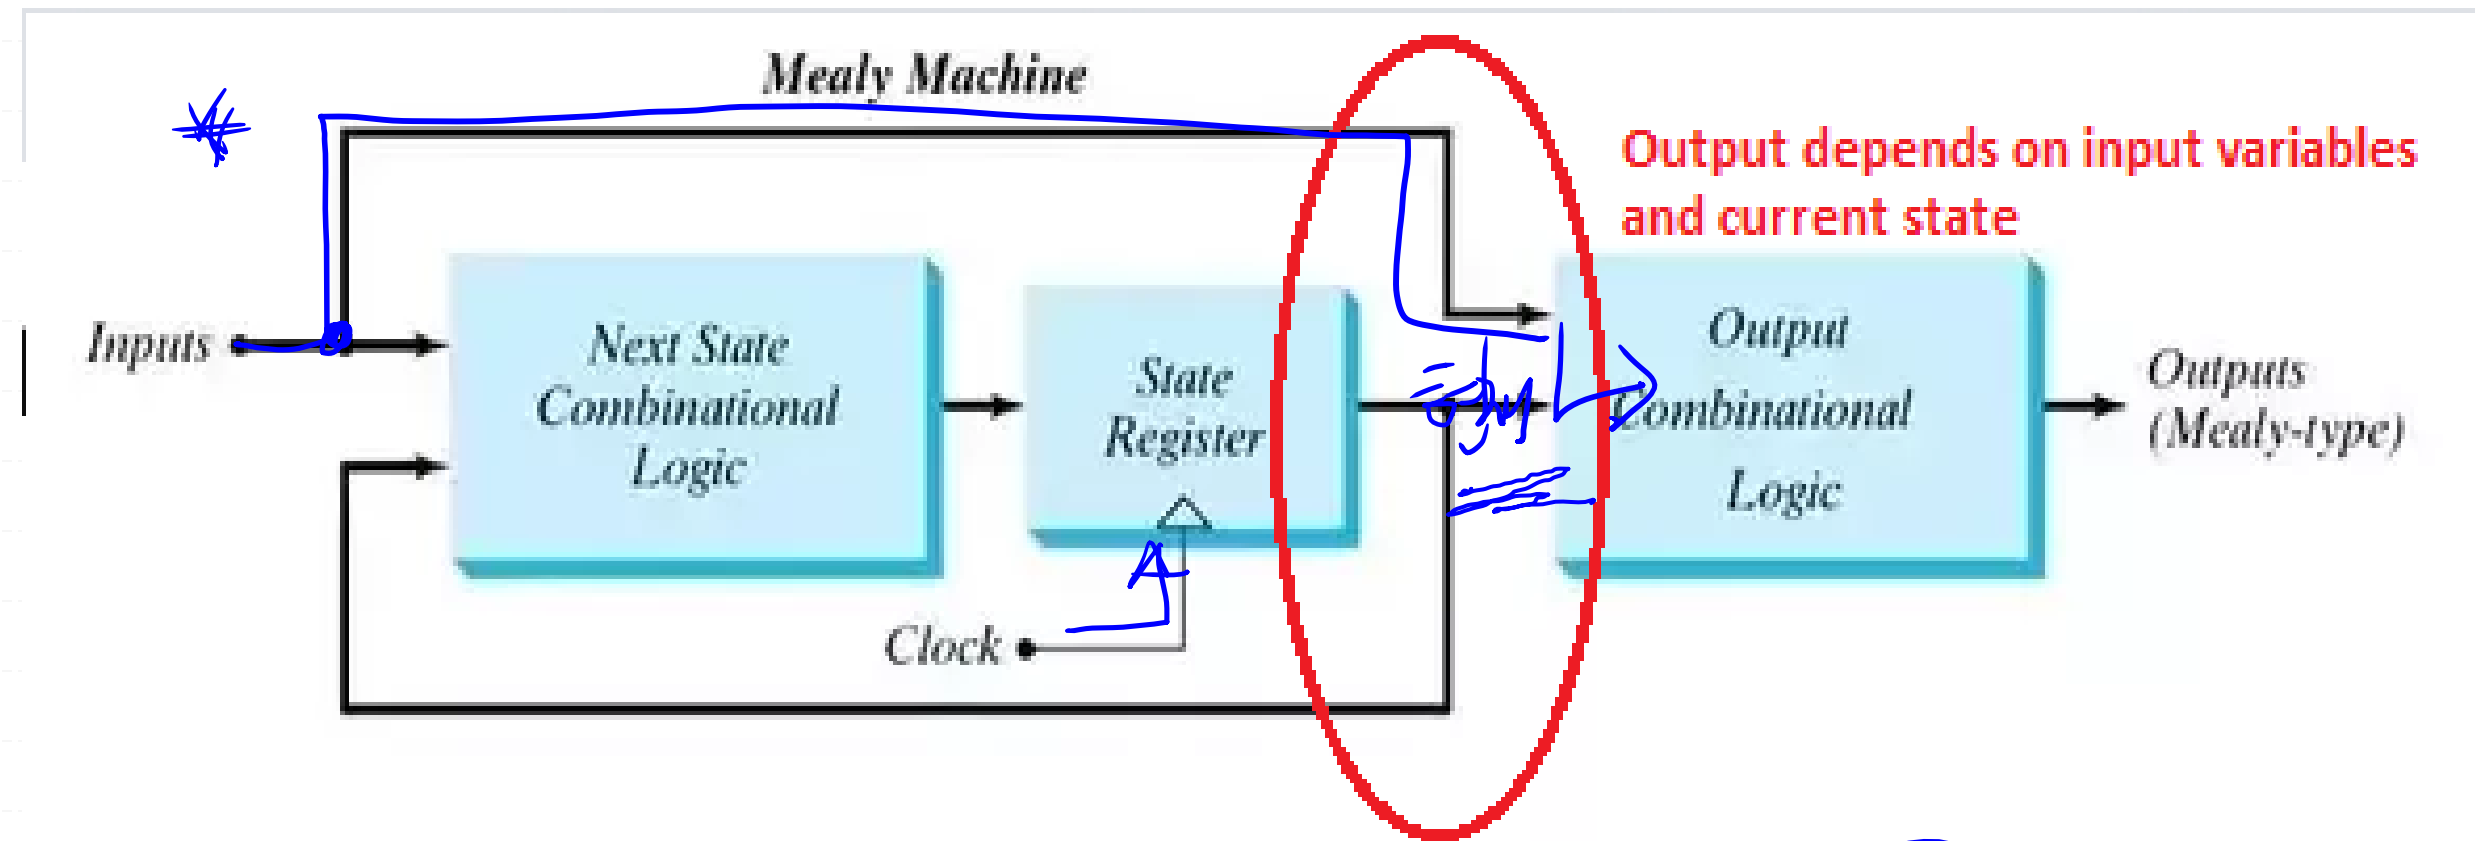 Mealy Machine
Output depends on input variables
and current state
Inputs
Next State
Combinational
Logic
State
Register
Output
Combinational
Logic
Outputs
(Mealy-type)
Clock